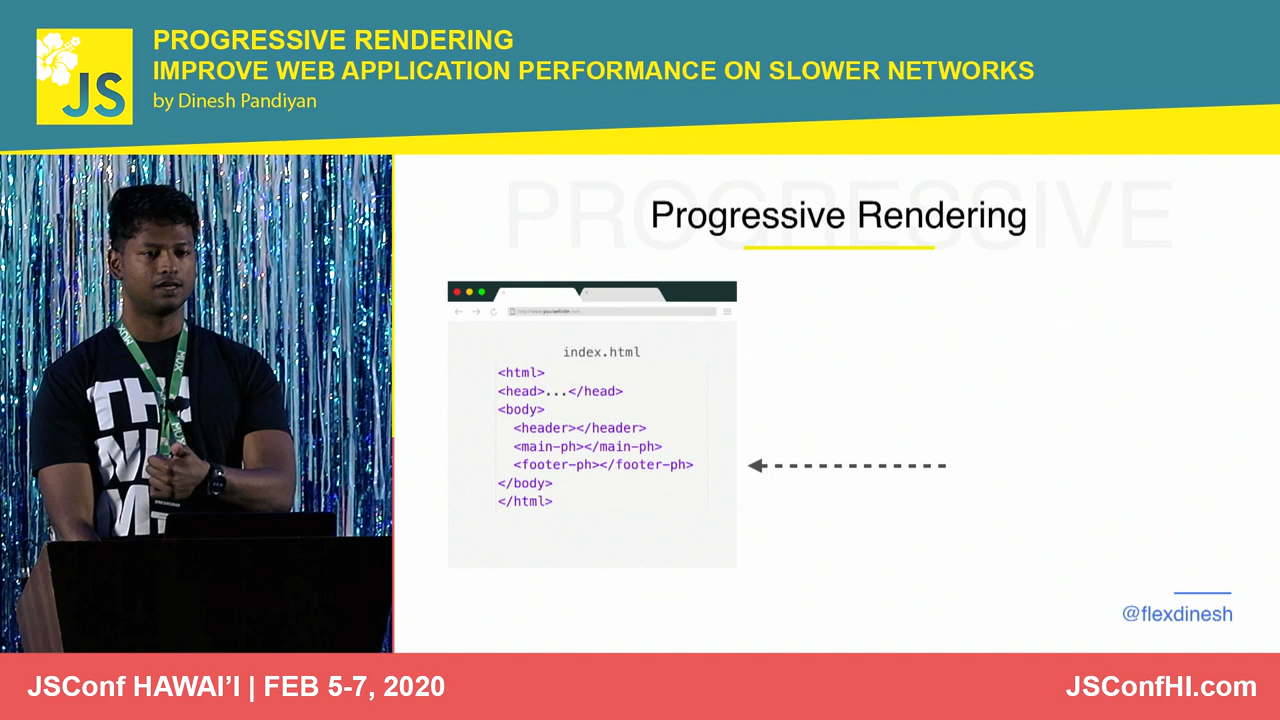 PROGRESSIVE RENDERING
IMPROVE WEB APPLICATION PERFORMANCE ON SLOWER NETWORKS
by Dinesh Pandiyan
JS
PROGRESSIVE
Progressive Rendering
index.html
<html>
<head>...</head>
<body>
<header></header>
<main-ph></main-ph>
<footer-ph></footer-ph>
</body>
</html>
MUX
MUX
@flexdinesh
JSConf HAWAI’I | FEB 5-7, 2020
JSConfHI.com